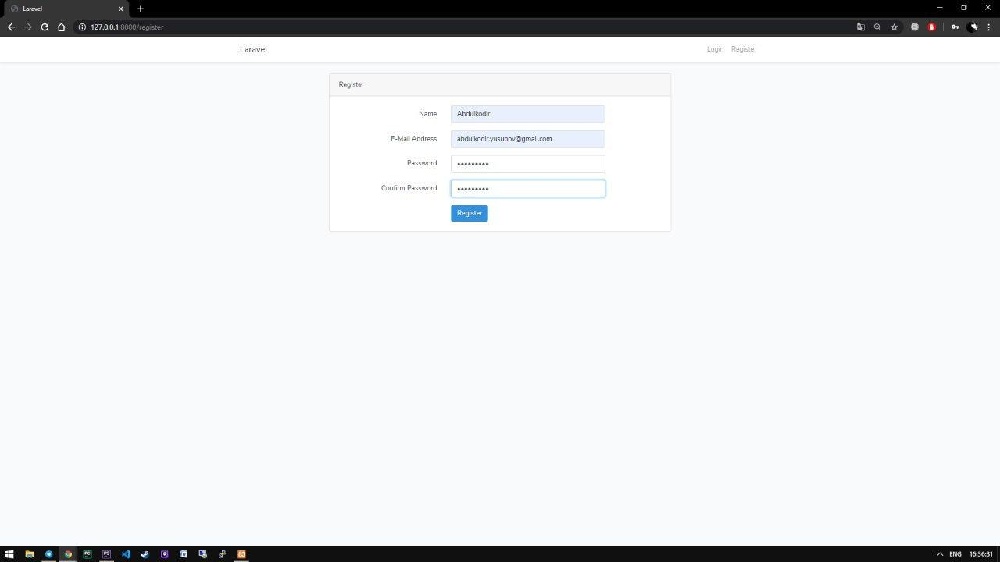 Laravel
127.0.0.1:8000/register
Laravel
Login Register
Register
Name Abdulkodir
E-Mail Address abdulkodir.yusupov@gmail.com
Password •••••••••
Confirm Password •••••••••
Register
ENG 16:36:31